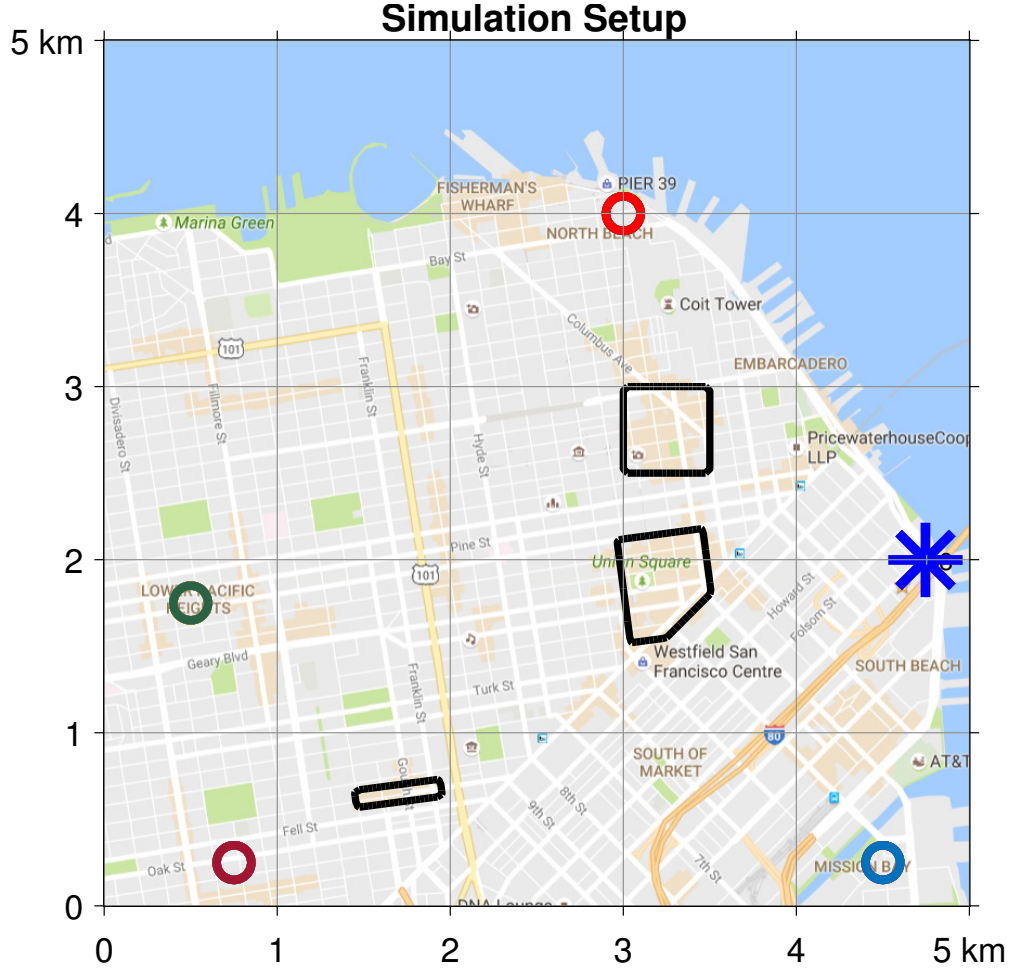 Simulation Setup
5 km
4
3
2
1
0
0
1
2
3
4
5 km
PIER 39
FISHERMAN'S
WHARF
Marina Green
NORTH BEACH
Bay St
Coit Tower
Columbus Ave
101
EMBARCADERO
Franklin St
Fillmore St
Divisadero St
Hyde St
PricewaterhouseCoop
LLP
Pine St
Union Square
101
LOWER PACIFIC
HEIGHTS
Howard St
Folsom St
Geary Blvd
Westfield San
Francisco Centre
SOUTH BEACH
Franklin St
Turk St
80
SOUTH OF
MARKET
AT&T
Gough St
8th St
9th St
Fell St
Oak St
7th St
MISSION BAY
DNA Lounge